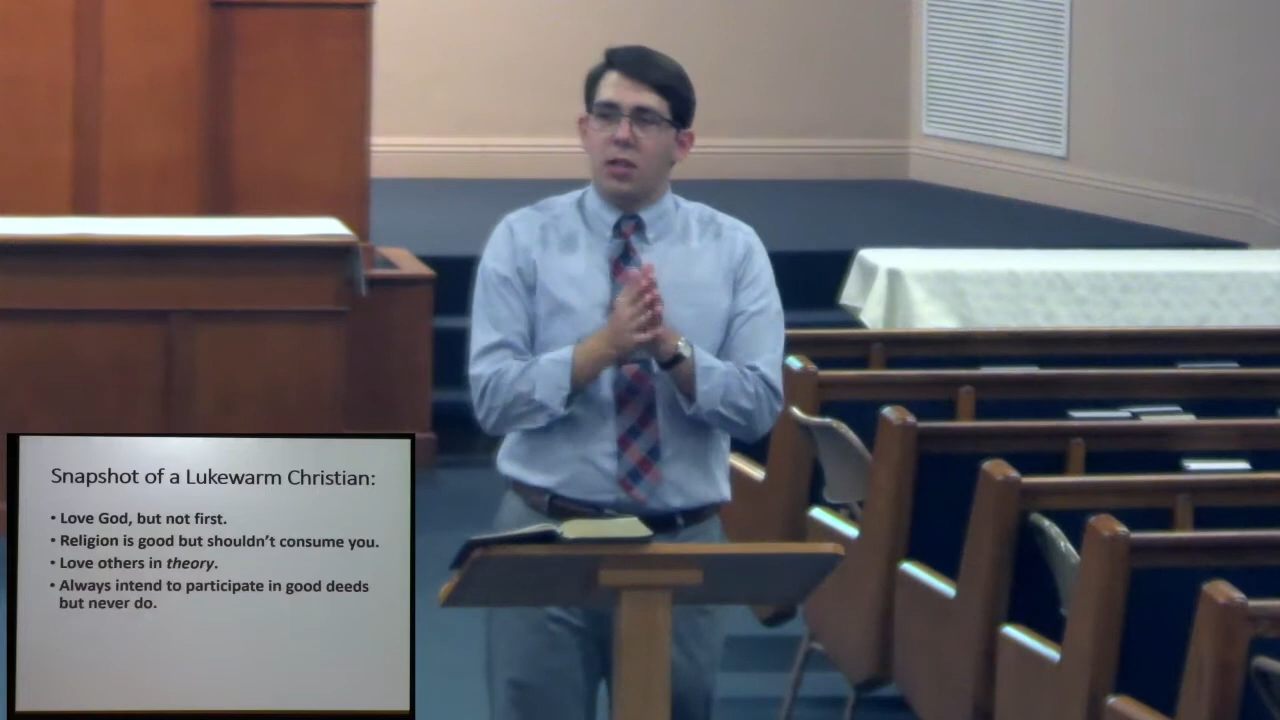 Snapshot of a Lukewarm Christian:
• Love God, but not first.
• Religion is good but shouldn't consume you.
• Love others in theory.
• Always intend to participate in good deeds
but never do.